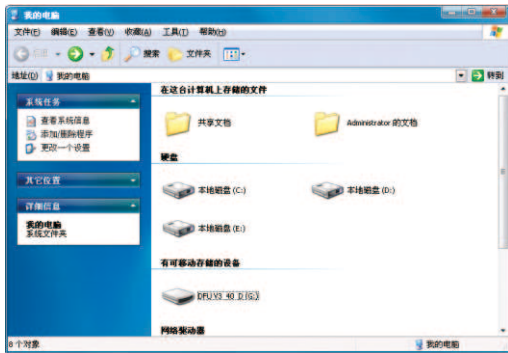 我的电脑
文件(F) 编辑(E) 查看(V) 收藏(A) 工具(T) 帮助(H)
后退 搜索 文件夹
地址(D) 我的电脑 转到
系统任务
查看系统信息
添加/删除程序
更改一个设置
其它位置
详细信息
我的电脑
系统文件夹
在这台计算机上存储的文件
共享文档 Administrator 的文档
硬盘
本地磁盘 (C:) 本地磁盘 (D:)
本地磁盘 (E:)
有可移动存储的设备
DFUV3_40_D (G:)
网络驱动器
8 个对象 我的电脑